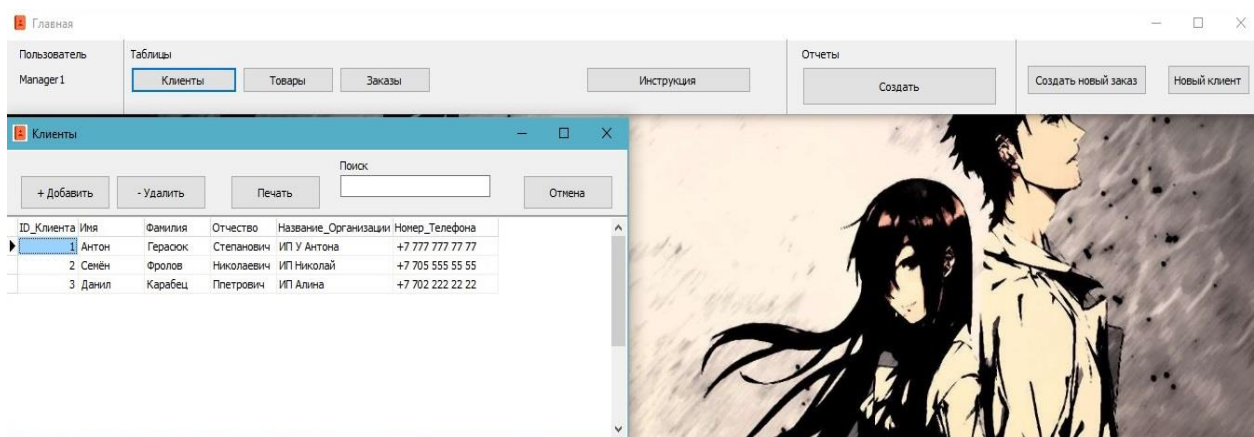 Главная
Пользователь Таблицы Отчеты
Manager1 Клиенты Товары Заказы Инструкция Создать Создать новый заказ Новый клиент
Клиенты
Поиск
+ Добавить - Удалить Печать Отмена
ID_Клиента Имя Фамилия Отчество Название_Организации Номер_Телефона
1 Антон Герасюк Степанович ИП У Антона +7 777 777 77 77
2 Семён Фролов Николаевич ИП Николай +7 705 555 55 55
3 Данил Карабец Ппетрович ИП Алина +7 702 222 22 22